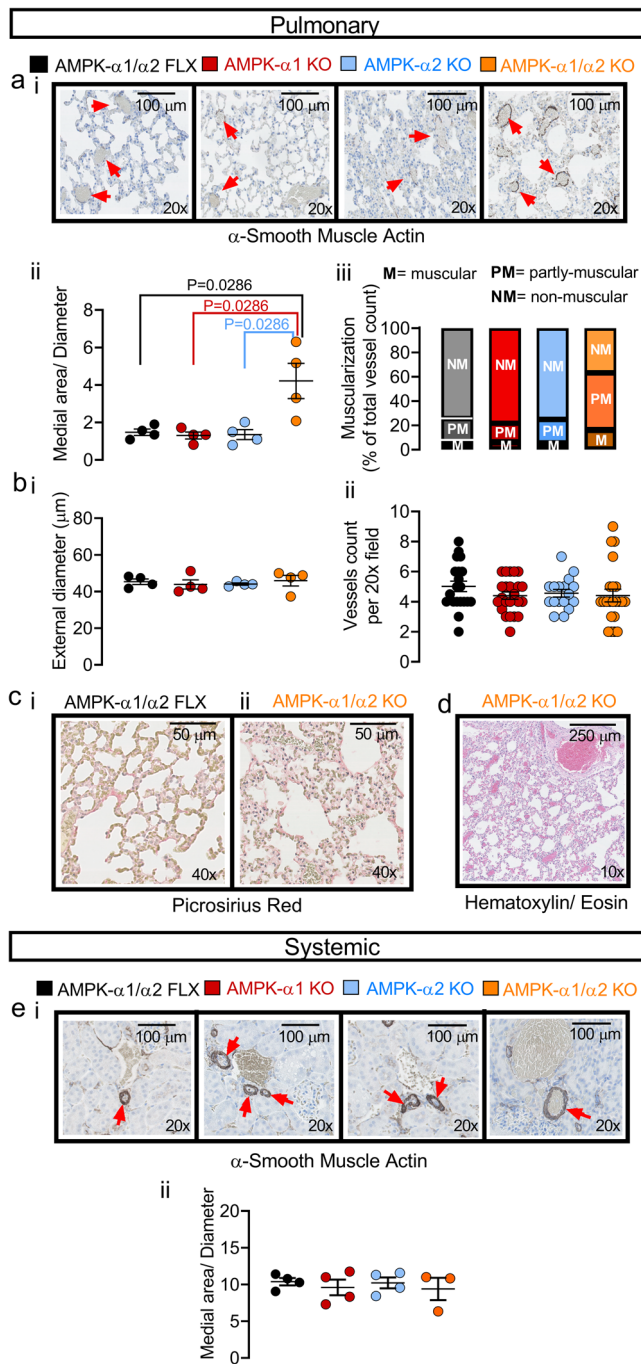 Pulmonary
AMPK-α1/α2 FLX AMPK-α1 KO AMPK-α2 KO AMPK-α1/α2 KO
a i
100 µm 100 µm 100 µm 100 µm
20x 20x 20x 20x
α-Smooth Muscle Actin
ii
P=0.0286
P=0.0286
P=0.0286
Medial area/ Diameter
8
6
4
2
0
iii
M= muscular PM= partly-muscular
NM= non-muscular
Muscularization
(% of total vessel count)
100
80
60
40
20
0
NM NM NM NM
PM PM PM PM
M M M M
b i
External diameter (µm)
80
60
40
20
0
ii
Vessels count
per 20x field
10
8
6
4
2
0
c i AMPK-α1/α2 FLX ii AMPK-α1/α2 KO
50 µm 50 µm
40x 40x
Picrosirius Red
d AMPK-α1/α2 KO
250 µm
10x
Hematoxylin/ Eosin
Systemic
AMPK-α1/α2 FLX AMPK-α1 KO AMPK-α2 KO AMPK-α1/α2 KO
e i
100 µm 100 µm 100 µm 100 µm
20x 20x 20x 20x
α-Smooth Muscle Actin
ii
Medial area/ Diameter
20
15
10
5
0